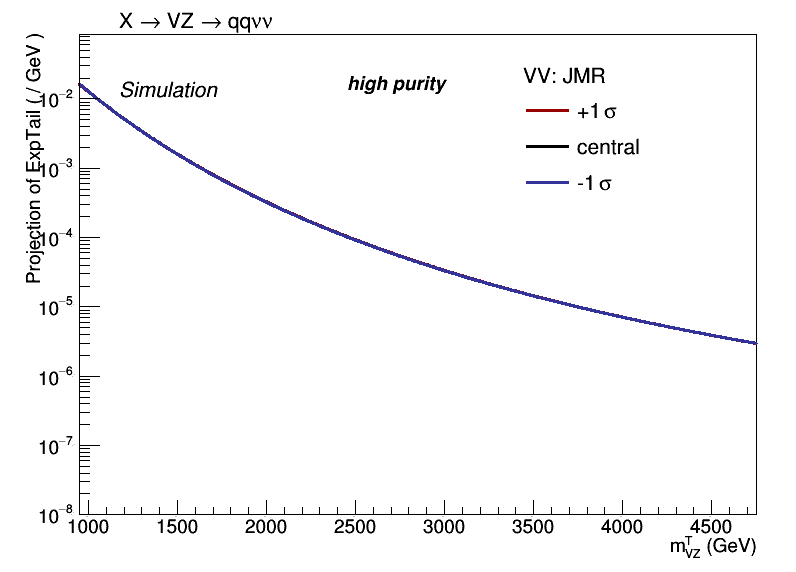 X → VZ → qqνν
Projection of ExpTail ( / GeV )
Simulation
high purity
VV: JMR
+1 σ
central
-1 σ
10⁻²
10⁻³
10⁻⁴
10⁻⁵
10⁻⁶
10⁻⁷
10⁻⁸
1000 1500 2000 2500 3000 3500 4000 4500
m^T_VZ (GeV)